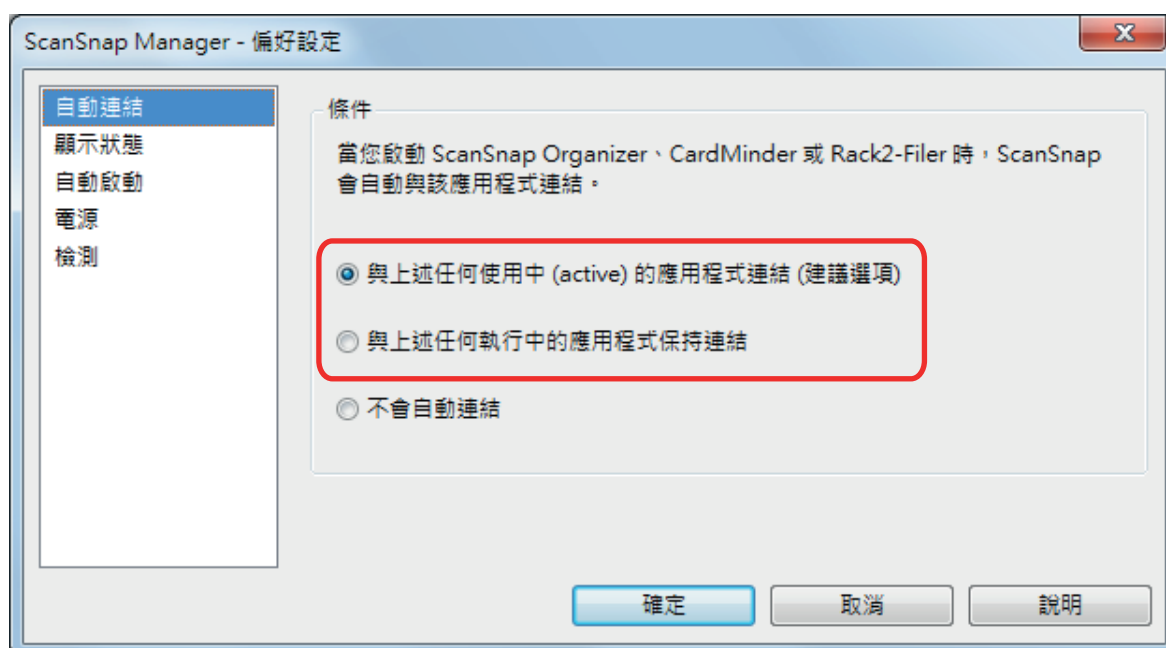 ScanSnap Manager - 偏好設定
自動連結
顯示狀態
自動啟動
電源
檢測
條件
當您啟動 ScanSnap Organizer、CardMinder 或 Rack2-Filer 時，ScanSnap
會自動與該應用程式連結。
與上述任何使用中 (active) 的應用程式連結 (建議選項)
與上述任何執行中的應用程式保持連結
不會自動連結
確定
取消
說明